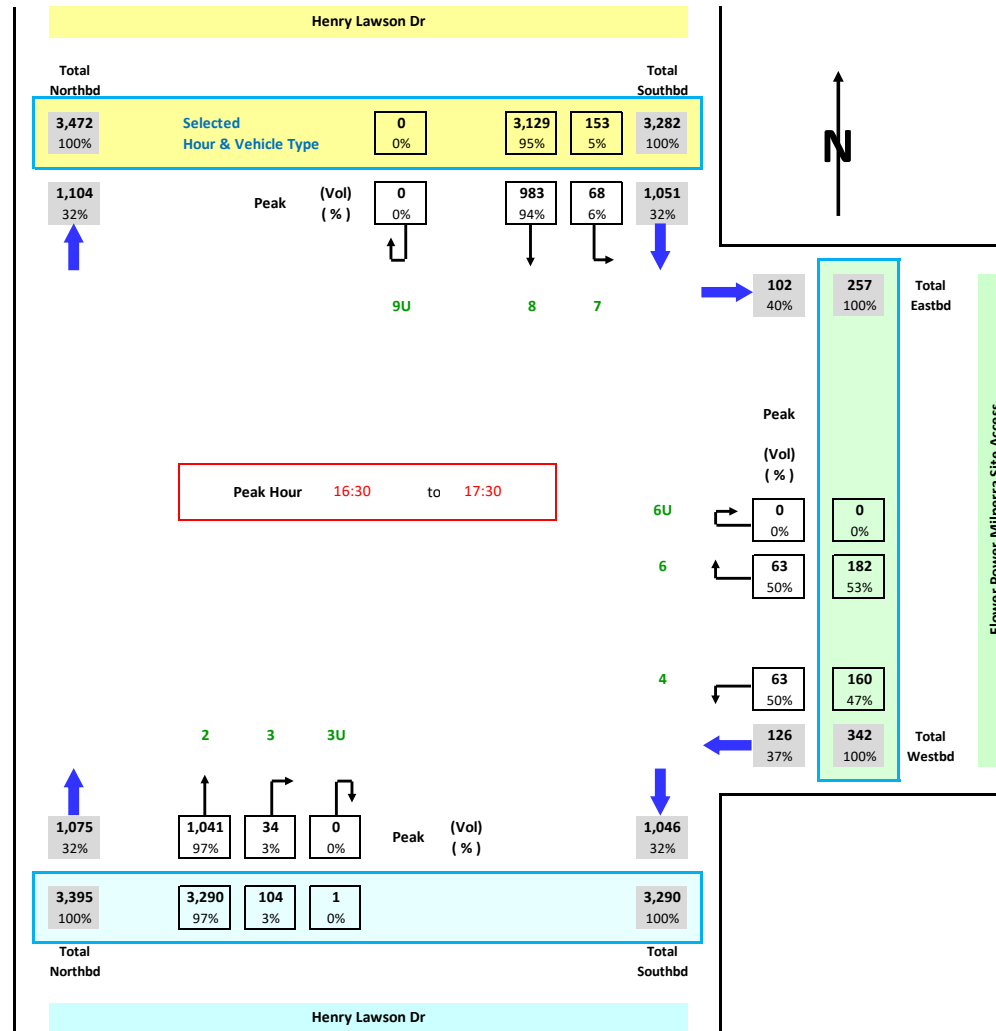 Henry Lawson Dr
Total Northbd
Total Southbd
3,472 Selected 0 3,129 153 3,282
100% Hour & Vehicle Type 0% 95% 5% 100%
1,104 Peak (Vol) 0 983 68 1,051
32% ( % ) 0% 94% 6% 32%
N
9U 8 7
102 257 Total
40% 100% Eastbd
Peak
(Vol)
( % )
Peak Hour 16:30 to 17:30
6U 0 0
0% 0%
6 63 182
50% 53%
4 63 160
50% 47%
126 342 Total
37% 100% Westbd
Flower Power Milperra Site Access
2 3 3U
1,075 1,041 34 0 Peak (Vol) 1,046
32% 97% 3% 0% ( % ) 32%
3,395 3,290 104 1 3,290
100% 97% 3% 0% 100%
Total Northbd
Total Southbd
Henry Lawson Dr